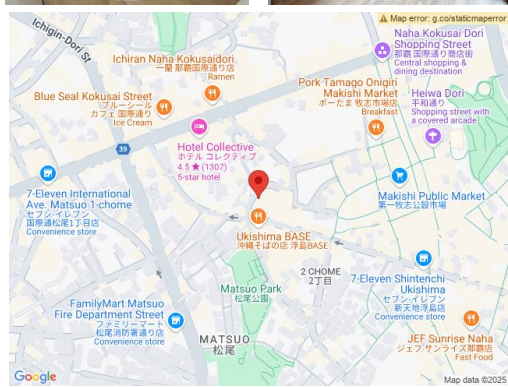 Map error: g.co/staticmaperror
Ichigin-Dori St
Naha Kokusai Dori
Shopping Street
那覇 国際通り商店街
Central shopping &
dining destination
Ichiran Naha Kokusaidori
一蘭 那覇国際通り店
Ramen
Pork Tamago Onigiri
Makishi Market
ポーたま 牧志市場店
Breakfast
Heiwa Dori
平和通り
Shopping street with
a covered arcade
Blue Seal Kokusai Street
ブルーシール
カフェ 国際通り店
Ice Cream
39
Hotel Collective
ホテル コレクティブ
4.5 ★ (1307)
5-star hotel
7-Eleven International
Ave. Matsuo 1-chome
セブン-イレブン
国際通松尾1丁目店
Convenience store
Makishi Public Market
第一牧志公設市場
Ukishima BASE
沖縄そばの店 浮島BASE
2 CHOME
2丁目
7-Eleven Shintenchi
Ukishima
セブン-イレブン
新天地浮島店
Convenience store
Matsuo Park
松尾公園
FamilyMart Matsuo
Fire Department Street
ファミリーマート
松尾消防署通り店
Convenience store
MATSUO
松尾
JEF Sunrise Naha
ジェフ サンライズ那覇店
Fast Food
Google
Map data ©2025